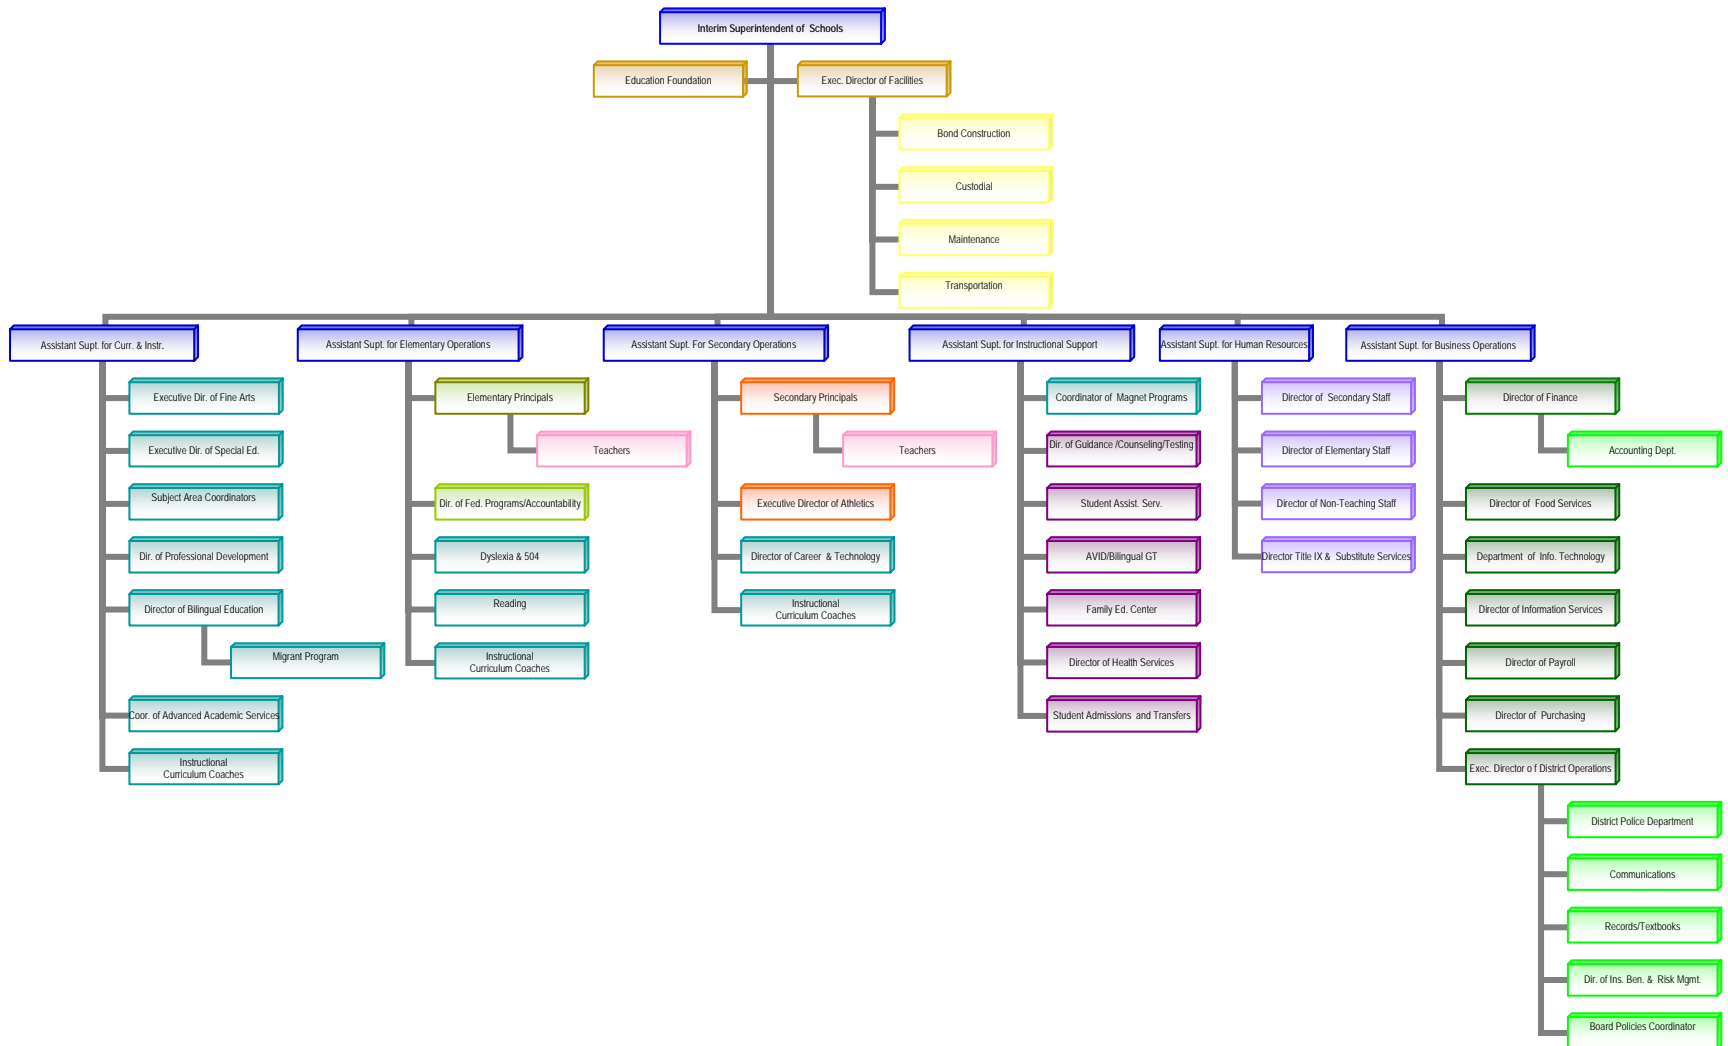 Interim Superintendent of Schools
Education Foundation
Exec. Director of Facilities
Bond Construction
Custodial
Maintenance
Transportation
Assistant Supt. for Curr. & Instr.
Executive Dir. of Fine Arts
Executive Dir. of Special Ed.
Subject Area Coordinators
Dir. of Professional Development
Director of Bilingual Education
Migrant Program
Coor. of Advanced Academic Services
Instructional
Curriculum Coaches
Assistant Supt. for Elementary Operations
Elementary Principals
Teachers
Dir. of Fed. Programs/Accountability
Dyslexia & 504
Reading
Instructional
Curriculum Coaches
Assistant Supt. For Secondary Operations
Secondary Principals
Teachers
Executive Director of Athletics
Director of Career & Technology
Instructional
Curriculum Coaches
Assistant Supt. for Instructional Support
Coordinator of Magnet Programs
Dir. of Guidance /Counseling/Testing
Student Assist. Serv.
AVID/Bilingual GT
Family Ed. Center
Director of Health Services
Student Admissions and Transfers
Assistant Supt. for Human Resources
Director of Secondary Staff
Director of Elementary Staff
Director of Non-Teaching Staff
Director Title IX & Substitute Services
Assistant Supt. for Business Operations
Director of Finance
Accounting Dept.
Director of Food Services
Department of Info. Technology
Director of Information Services
Director of Payroll
Director of Purchasing
Exec. Director o f District Operations
District Police Department
Communications
Records/Textbooks
Dir. of Ins. Ben. & Risk Mgmt.
Board Policies Coordinator